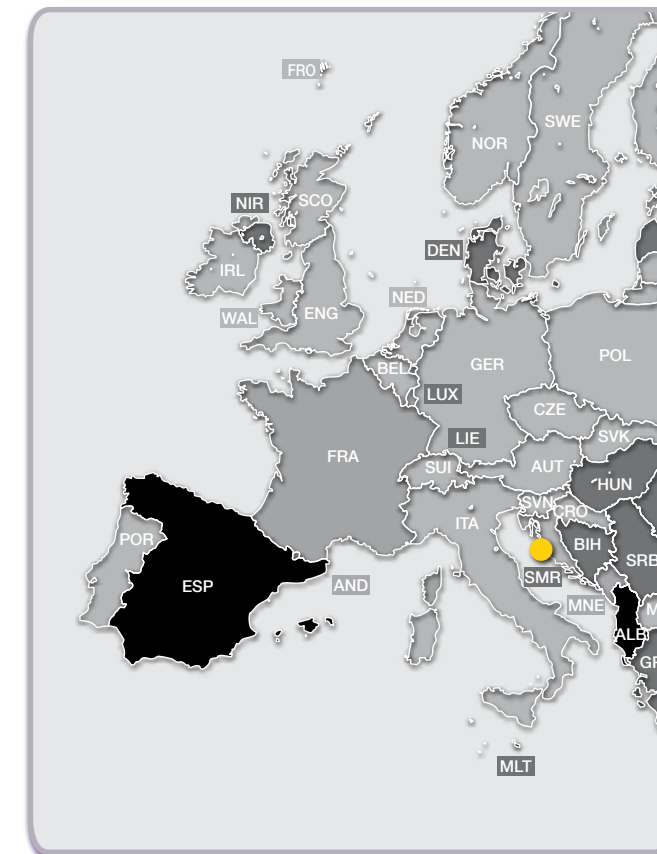 FRO
SWE
NOR
NIR
SCO
DEN
IRL
NED
WAL
ENG
POL
GER
BEL
LUX
CZE
LIE
SVK
FRA
SUI
AUT
HUN
SVN
CRO
ITA
POR
BIH
SRB
SMR
ESP
AND
MNE
M
ALB
GR
MLT